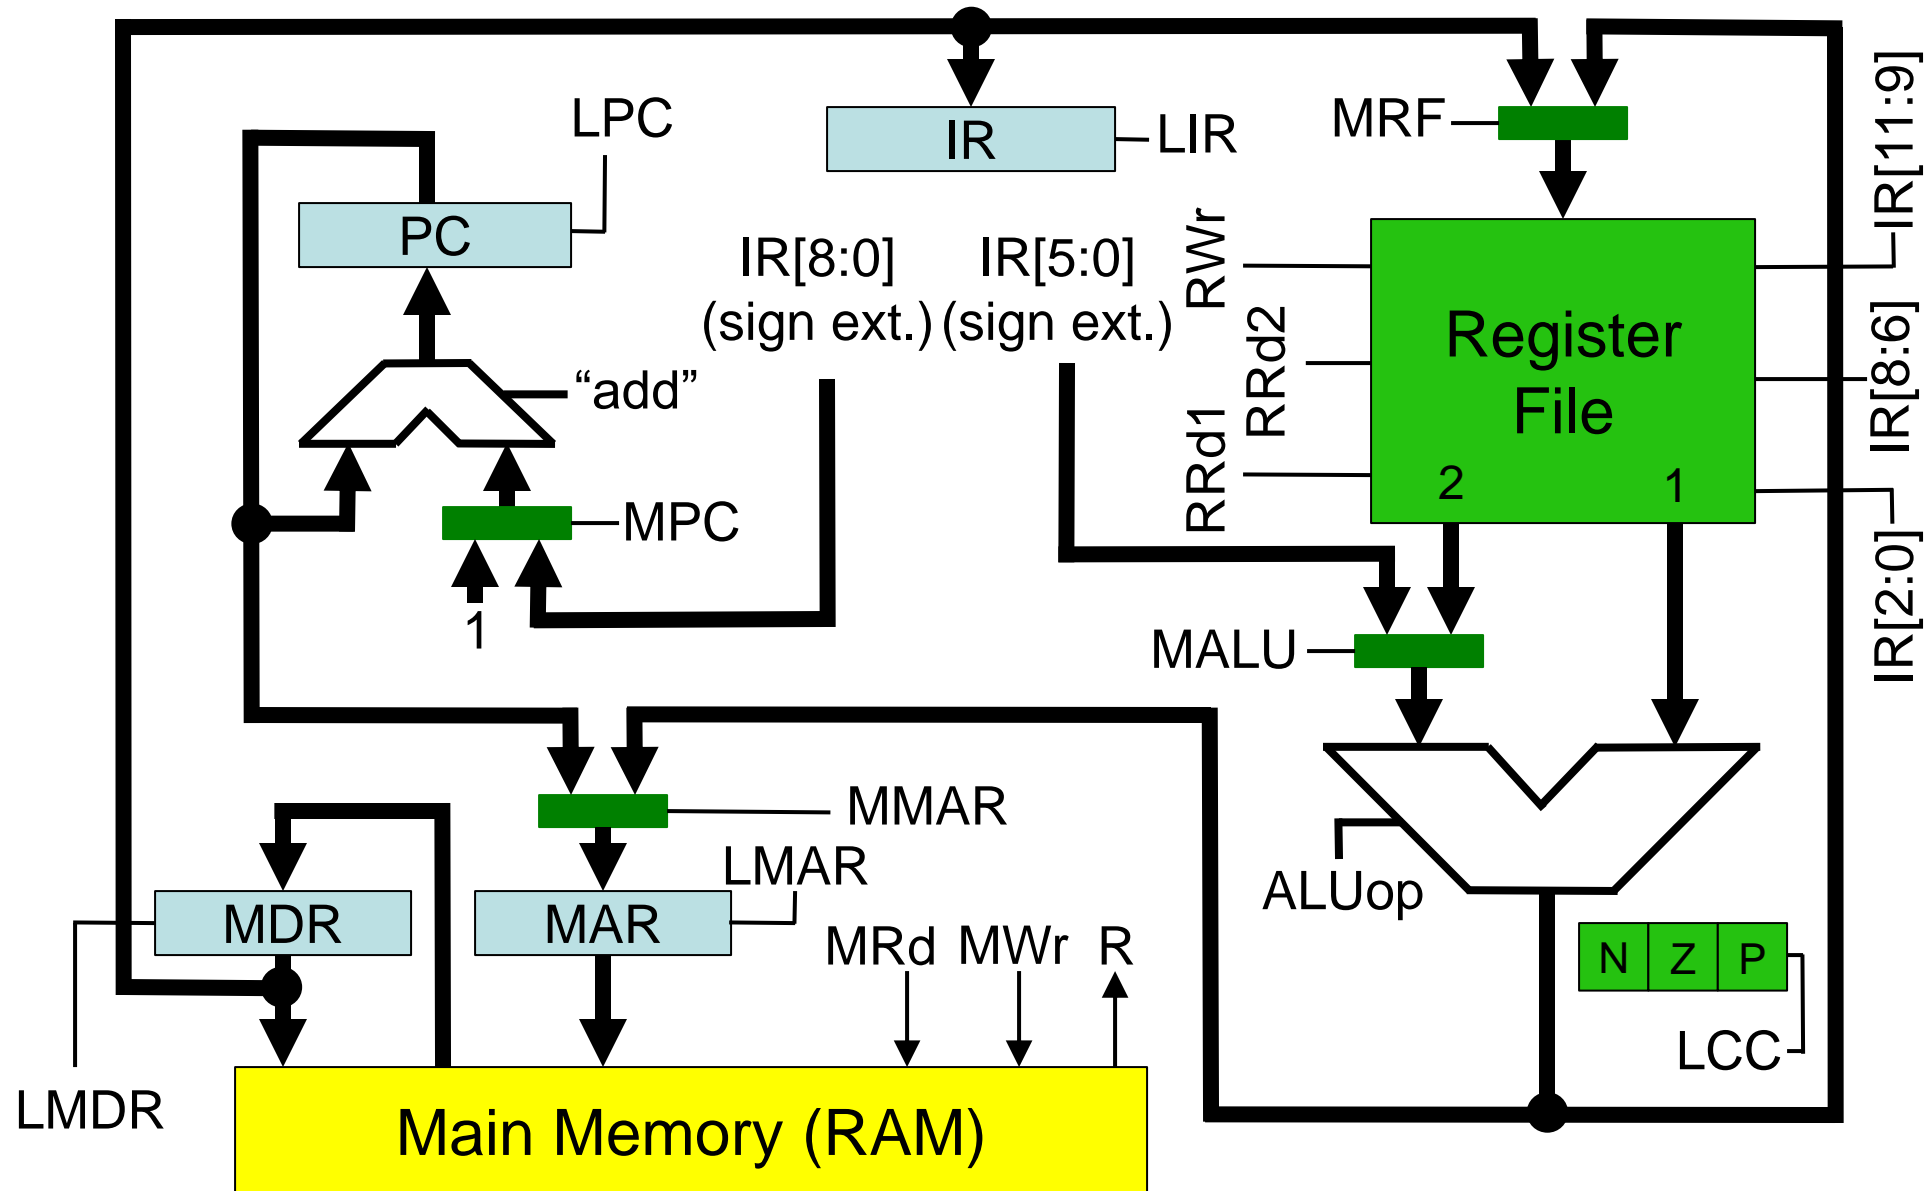 LPC
IR
LIR
MRF
IR[11:9]
PC
IR[8:0]
(sign ext.)
IR[5:0]
(sign ext.)
RWr
RRd2
RRd1
Register
File
2
1
IR[8:6]
IR[2:0]
“add”
MPC
1
MALU
MMAR
LMAR
MDR
MAR
MRd
MWr
R
ALUop
N
Z
P
LCC
LMDR
Main Memory (RAM)